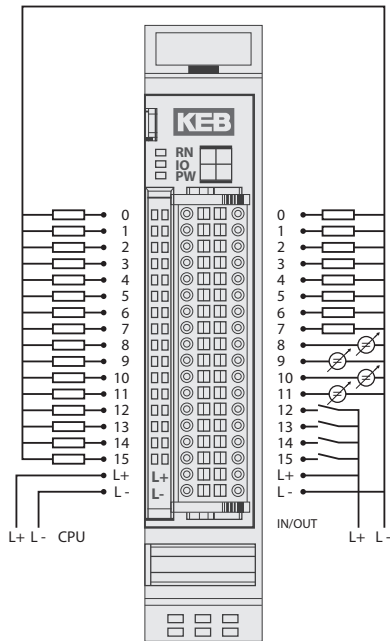 KEB
RN
IO
PW
0 0
1 1
2 2
3 3
4 4
5 5
6 6
7 7
8 8
9 9
10 10
11 11
12 12
13 13
14 14
15 15
L+ L+ L+
L - L- L -
IN/OUT
L+ L - CPU L+ L -